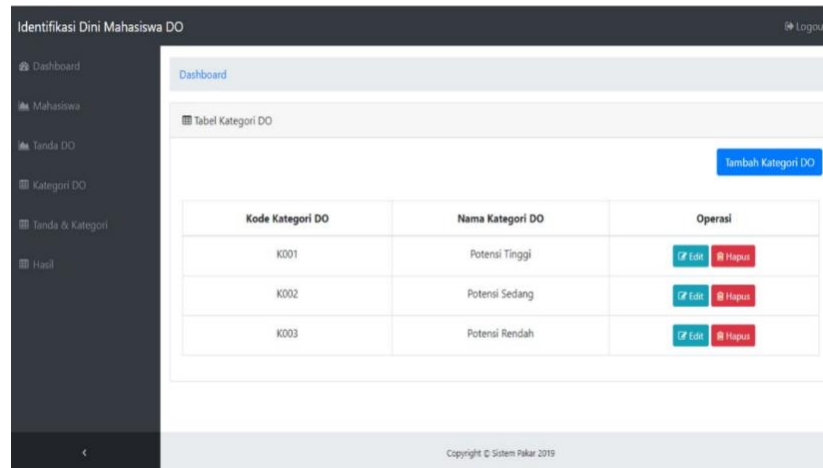 Identifikasi Dini Mahasiswa DO
Logou
Dashboard
Mahasiswa
Tanda DO
Kategori DO
Tanda & Kategori
Hasil
Dashboard
Tabel Kategori DO
Tambah Kategori DO
Kode Kategori DO Nama Kategori DO Operasi
K001 Potensi Tinggi Edit Hapus
K002 Potensi Sedang Edit Hapus
K003 Potensi Rendah Edit Hapus
Copyright © Sistem Pakar 2019